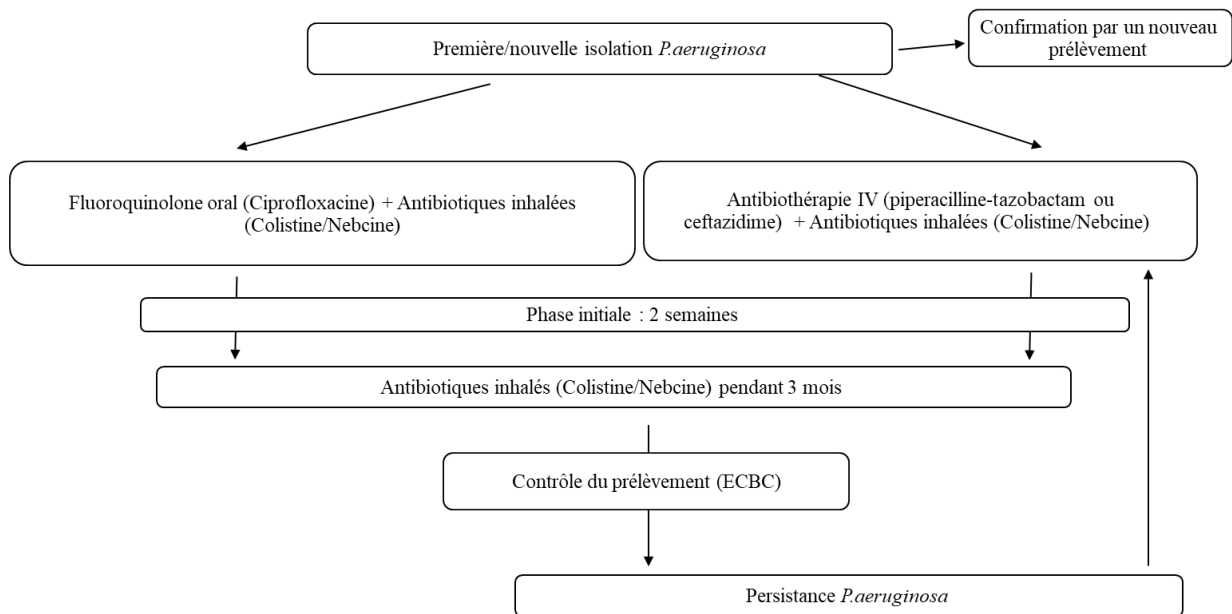 Première/nouvelle isolation P.aeruginosa
Confirmation par un nouveau
prélèvement
Fluoroquinolone oral (Ciprofloxacine) + Antibiotiques inhalées
(Colistine/Nebcine)
Antibiothérapie IV (piperacilline-tazobactam ou
ceftazidime) + Antibiotiques inhalées (Colistine/Nebcine)
Phase initiale : 2 semaines
Antibiotiques inhalés (Colistine/Nebcine) pendant 3 mois
Contrôle du prélèvement (ECBC)
Persistance P.aeruginosa